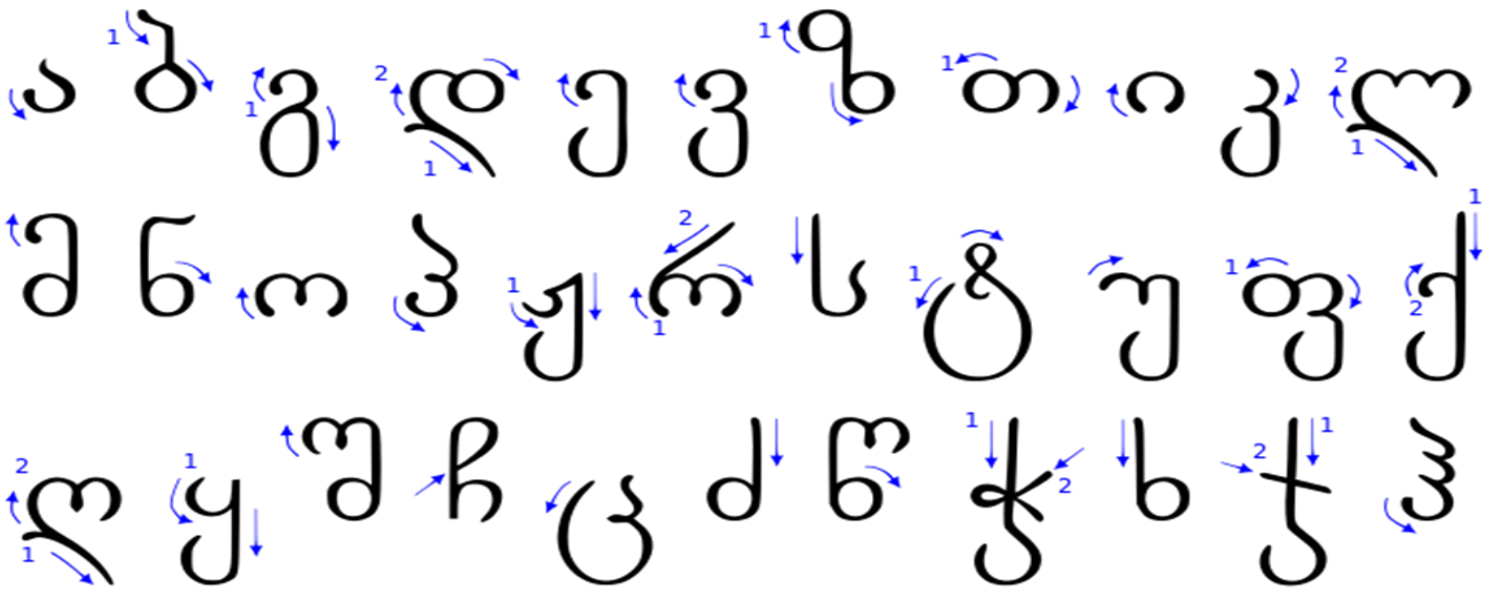 ა ბ გ დ ე ვ ზ თ ი კ ლ
მ ნ ო პ ჟ რ ს ტ უ ფ ქ
ღ ყ შ ჩ ც ძ წ ჭ ხ ჯ ჰ